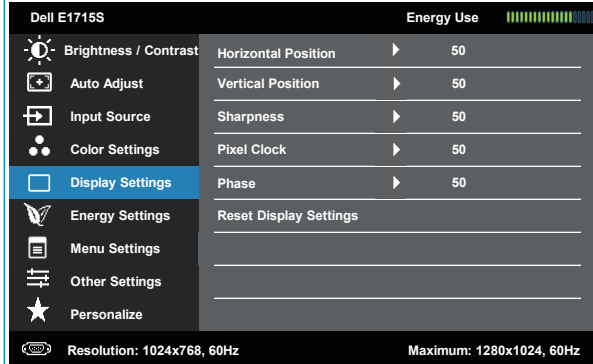 Dell E1715S Energy Use
Brightness / Contrast Horizontal Position 50
Auto Adjust Vertical Position 50
Input Source Sharpness 50
Color Settings Pixel Clock 50
Display Settings Phase 50
Energy Settings Reset Display Settings
Menu Settings
Other Settings
Personalize
Resolution: 1024x768, 60Hz Maximum: 1280x1024, 60Hz